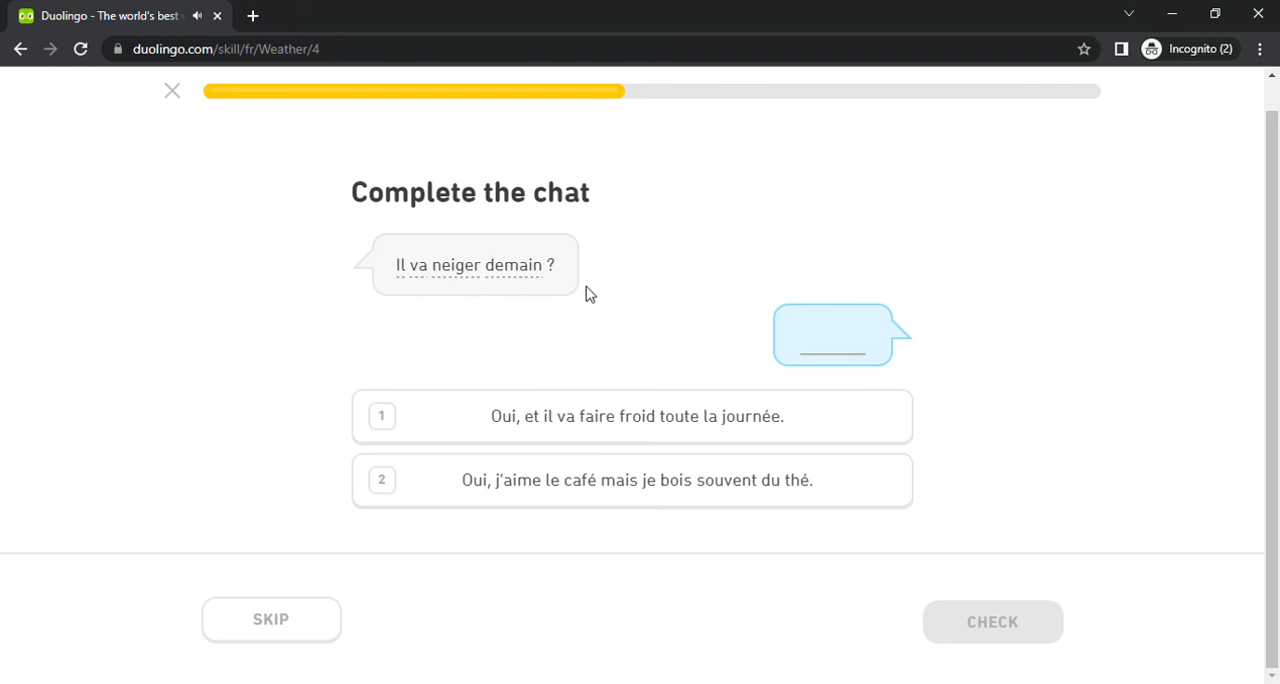 Duolingo - The world's best
duolingo.com/skill/fr/Weather/4
Incognito (2)
Complete the chat
Il va neiger demain ?
1 Oui, et il va faire froid toute la journée.
2 Oui, j'aime le café mais je bois souvent du thé.
SKIP
CHECK